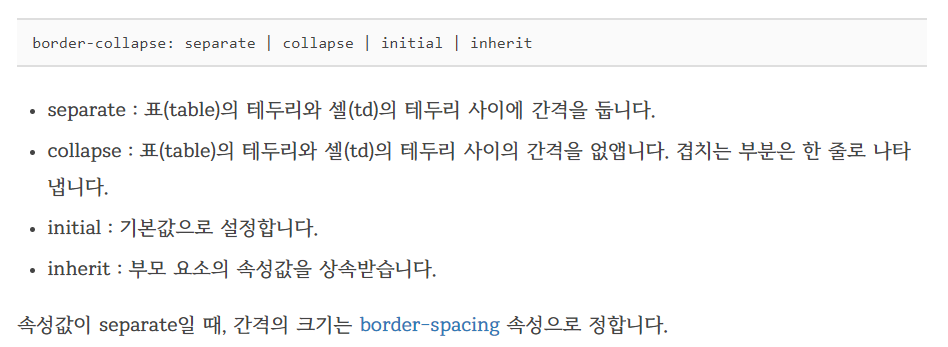 border-collapse: separate | collapse | initial | inherit
• separate : 표(table)의 테두리와 셀(td)의 테두리 사이에 간격을 둡니다.
• collapse : 표(table)의 테두리와 셀(td)의 테두리 사이의 간격을 없앱니다. 겹치는 부분은 한 줄로 나타
냅니다.
• initial : 기본값으로 설정합니다.
• inherit : 부모 요소의 속성값을 상속받습니다.
속성값이 separate일 때, 간격의 크기는 border-spacing 속성으로 정합니다.